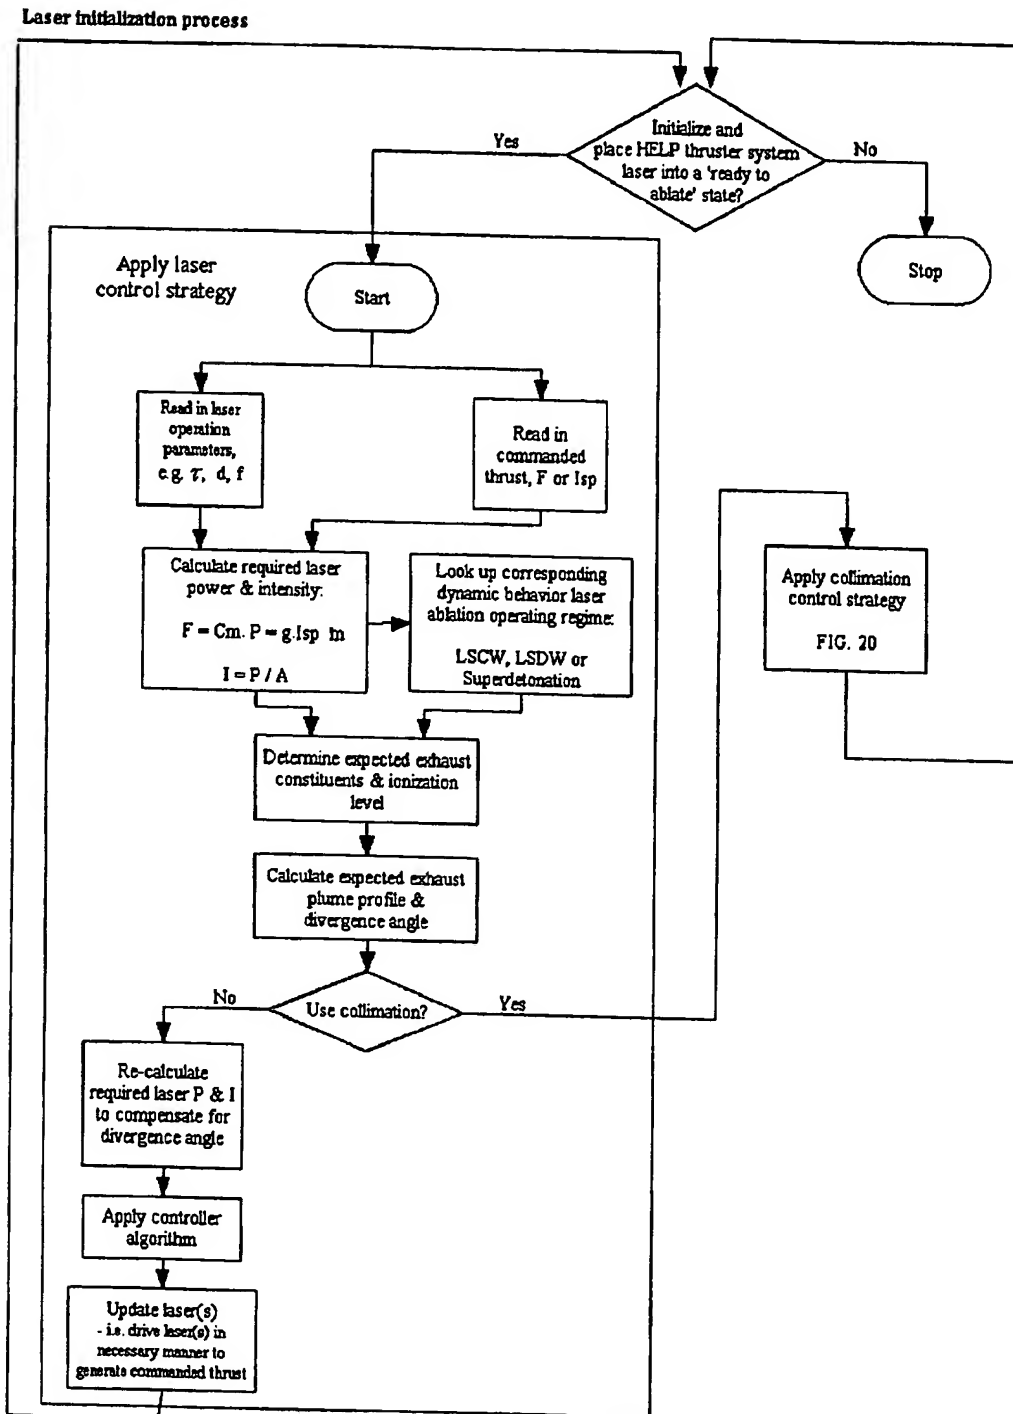 Laser initialization process
Initialize and
place HELP thruster system
laser into a 'ready to
ablate' state?
Yes
No
Stop
Apply laser
control strategy
Start
Read in laser
operation
parameters,
e.g. τ, d, f
Read in
commanded
thrust, F or Isp
Calculate required laser
power & intensity:
F = Cm. P = g.Isp ṁ
I = P / A
Look up corresponding
dynamic behavior laser
ablation operating regime:
LSCW, LSDW or
Superdetonation
Apply collimation
control strategy
FIG. 20
Determine expected exhaust
constituents & ionization
level
Calculate expected exhaust
plume profile &
divergence angle
Use collimation?
No
Yes
Re-calculate
required laser P & I
to compensate for
divergence angle
Apply controller
algorithm
Update laser(s)
- i.e. drive laser(s) in
necessary manner to
generate commanded thrust